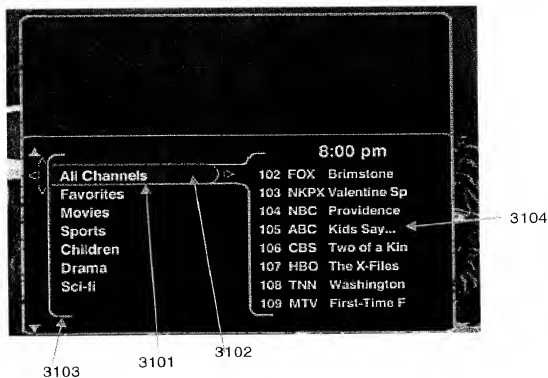 8:00 pm
All Channels
Favorites
Movies
Sports
Children
Drama
Sci-fi
102 FOX Brimstone
103 NKPX Valentine Sp
104 NBC Providence
105 ABC Kids Say...
106 CBS Two of a Kin
107 HBO The X-Files
108 TNN Washington
109 MTV First-Time F
3104
3103
3101
3102